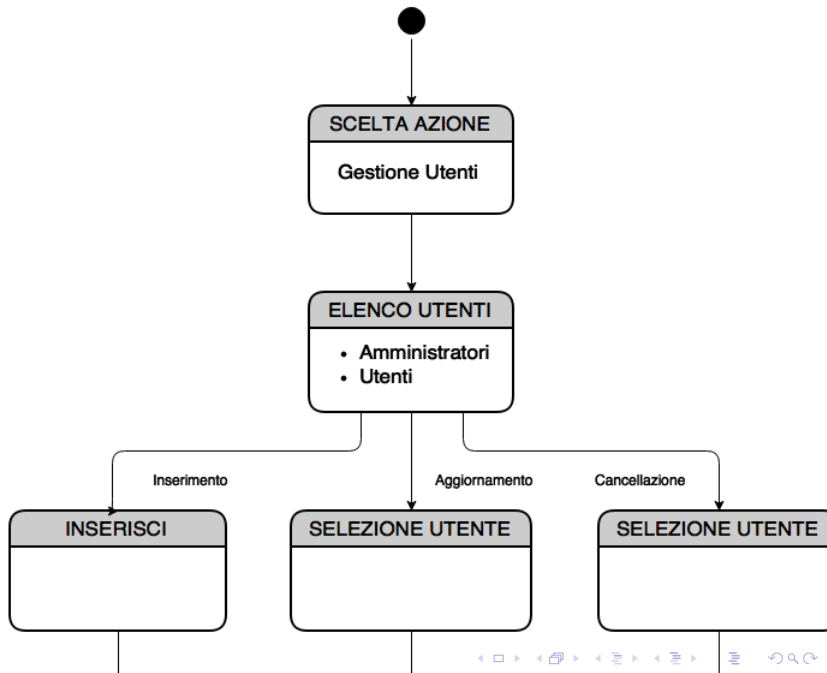 SCELTA AZIONE
Gestione Utenti
ELENCO UTENTI
• Amministratori
• Utenti
Inserimento
Aggiornamento
Cancellazione
INSERISCI
SELEZIONE UTENTE
SELEZIONE UTENTE